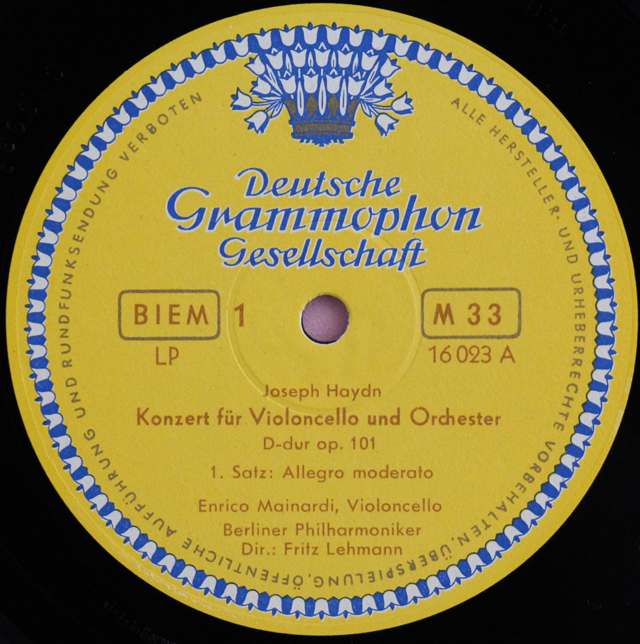 Deutsche
Grammophon
Gesellschaft
BIEM 1 M 33
LP 16 023 A
Joseph Haydn
Konzert für Violoncello und Orchester
D-dur op. 101
1. Satz: Allegro moderato
Enrico Mainardi, Violoncello
Berliner Philharmoniker
Dir.: Fritz Lehmann
ALLE HERSTELLER- UND URHEBERRECHTE VORBEHALTEN, ÜBERSPIELUNG, ÖFFENTLICHE AUFFÜHRUNG UND RUNDFUNKSENDUNG VERBOTEN